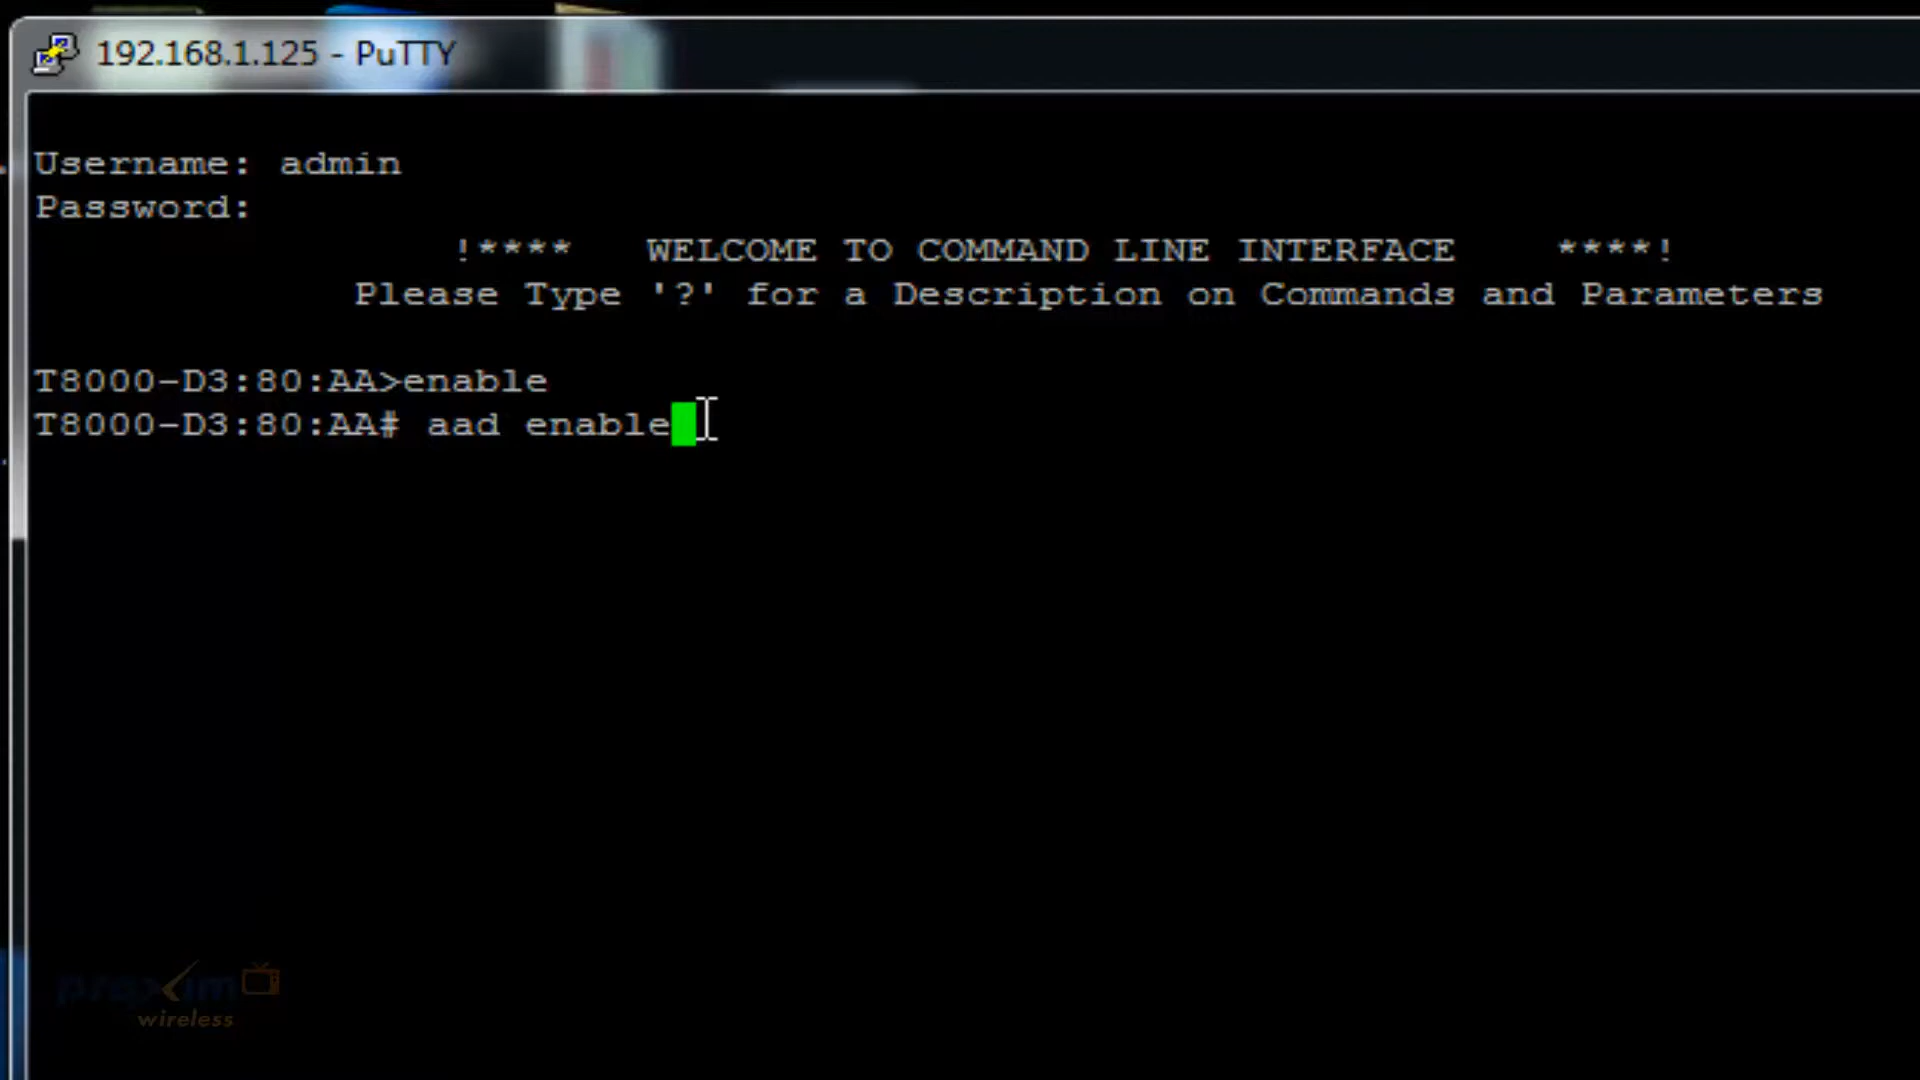 192.168.1.125 - PuTTY
Username: admin
Password:
!**** WELCOME TO COMMAND LINE INTERFACE ****!
Please Type '?' for a Description on Commands and Parameters
T8000-D3:80:AA>enable
T8000-D3:80:AA# aad enable
proxim
wireless